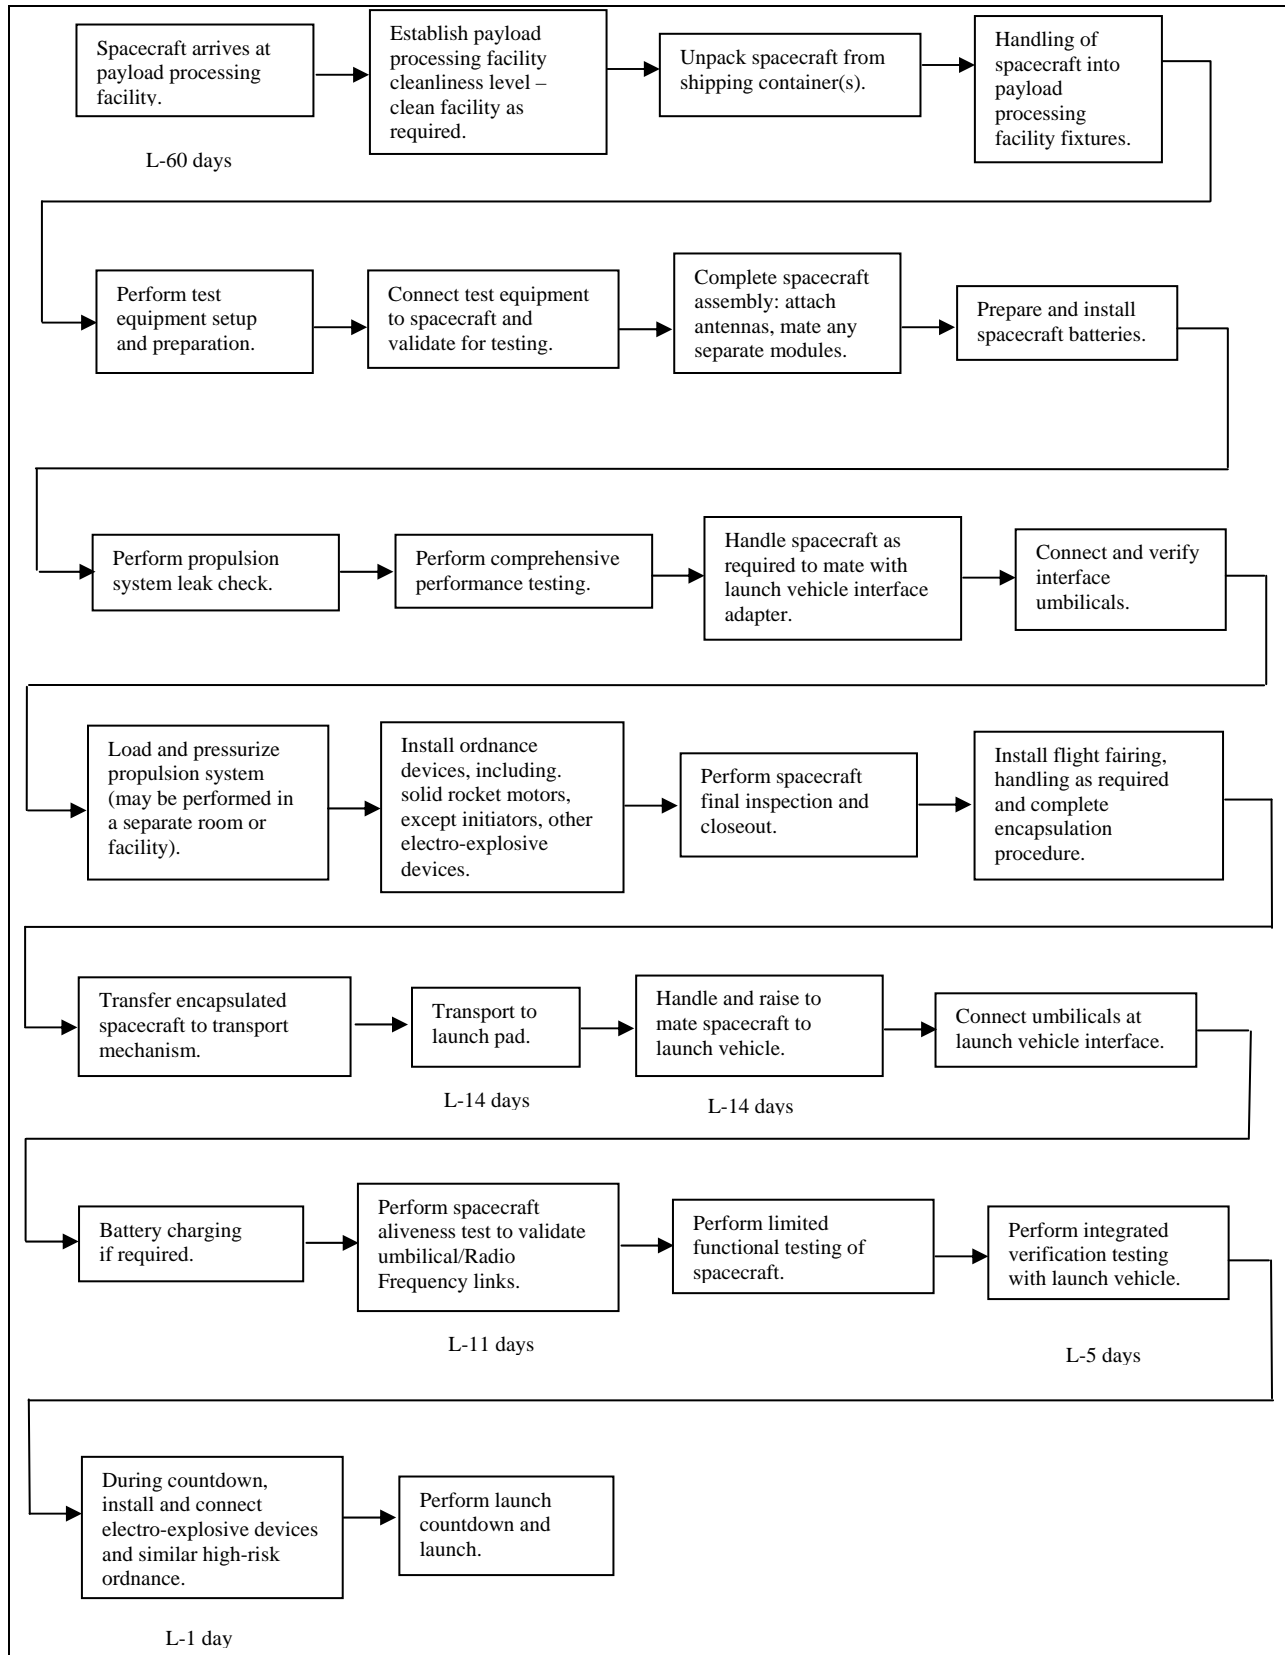 Spacecraft arrives at
payload processing
facility.
Establish payload
processing facility
cleanliness level –
clean facility as
required.
Unpack spacecraft from
shipping container(s).
Handling of
spacecraft into
payload
processing
facility fixtures.
L-60 days
Perform test
equipment setup
and preparation.
Connect test equipment
to spacecraft and
validate for testing.
Complete spacecraft
assembly: attach
antennas, mate any
separate modules.
Prepare and install
spacecraft batteries.
Perform propulsion
system leak check.
Perform comprehensive
performance testing.
Handle spacecraft as
required to mate with
launch vehicle interface
adapter.
Connect and verify
interface
umbilicals.
Load and pressurize
propulsion system
(may be performed in
a separate room or
facility).
Install ordnance
devices, including.
solid rocket motors,
except initiators, other
electro-explosive
devices.
Perform spacecraft
final inspection and
closeout.
Install flight fairing,
handling as required
and complete
encapsulation
procedure.
Transfer encapsulated
spacecraft to transport
mechanism.
Transport to
launch pad.
Handle and raise to
mate spacecraft to
launch vehicle.
Connect umbilicals at
launch vehicle interface.
L-14 days
L-14 days
Battery charging
if required.
Perform spacecraft
aliveness test to validate
umbilical/Radio
Frequency links.
Perform limited
functional testing of
spacecraft.
Perform integrated
verification testing
with launch vehicle.
L-11 days
L-5 days
During countdown,
install and connect
electro-explosive devices
and similar high-risk
ordnance.
Perform launch
countdown and
launch.
L-1 day